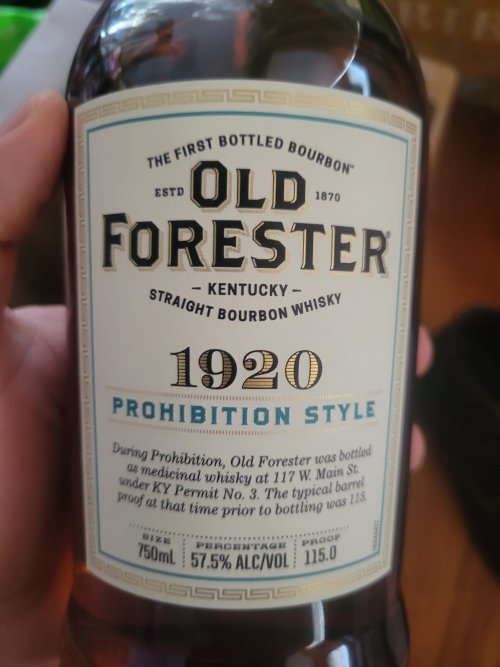 THE FIRST BOTTLED BOURBON™
ESTD OLD 1870
FORESTER®
– KENTUCKY –
STRAIGHT BOURBON WHISKY
1920
PROHIBITION STYLE
During Prohibition, Old Forester was bottled
as medicinal whisky at 117 W. Main St.
under KY Permit No. 3. The typical barrel
proof at that time prior to bottling was 115.
SIZE PERCENTAGE PROOF
750mL 57.5% ALC/VOL 115.0